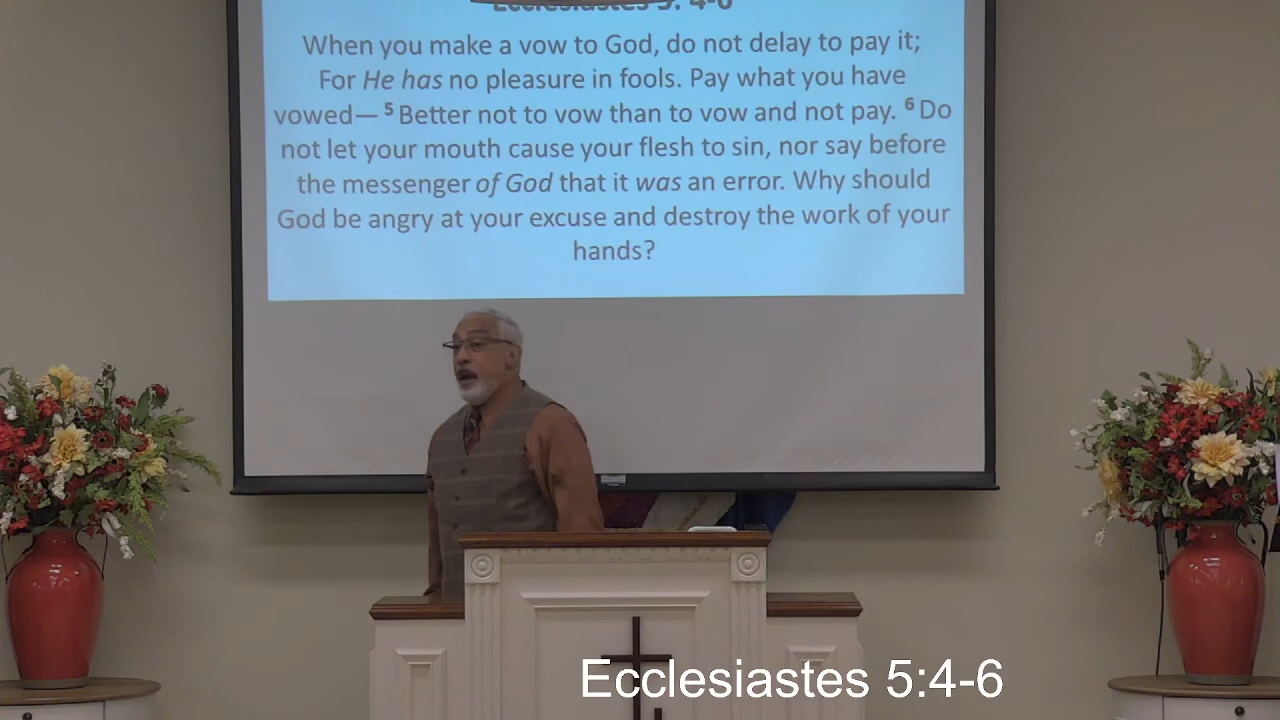 Ecclesiastes 5: 4-6
When you make a vow to God, do not delay to pay it;
For He has no pleasure in fools. Pay what you have
vowed— 5 Better not to vow than to vow and not pay. 6 Do
not let your mouth cause your flesh to sin, nor say before
the messenger of God that it was an error. Why should
God be angry at your excuse and destroy the work of your
hands?
Ecclesiastes 5:4-6